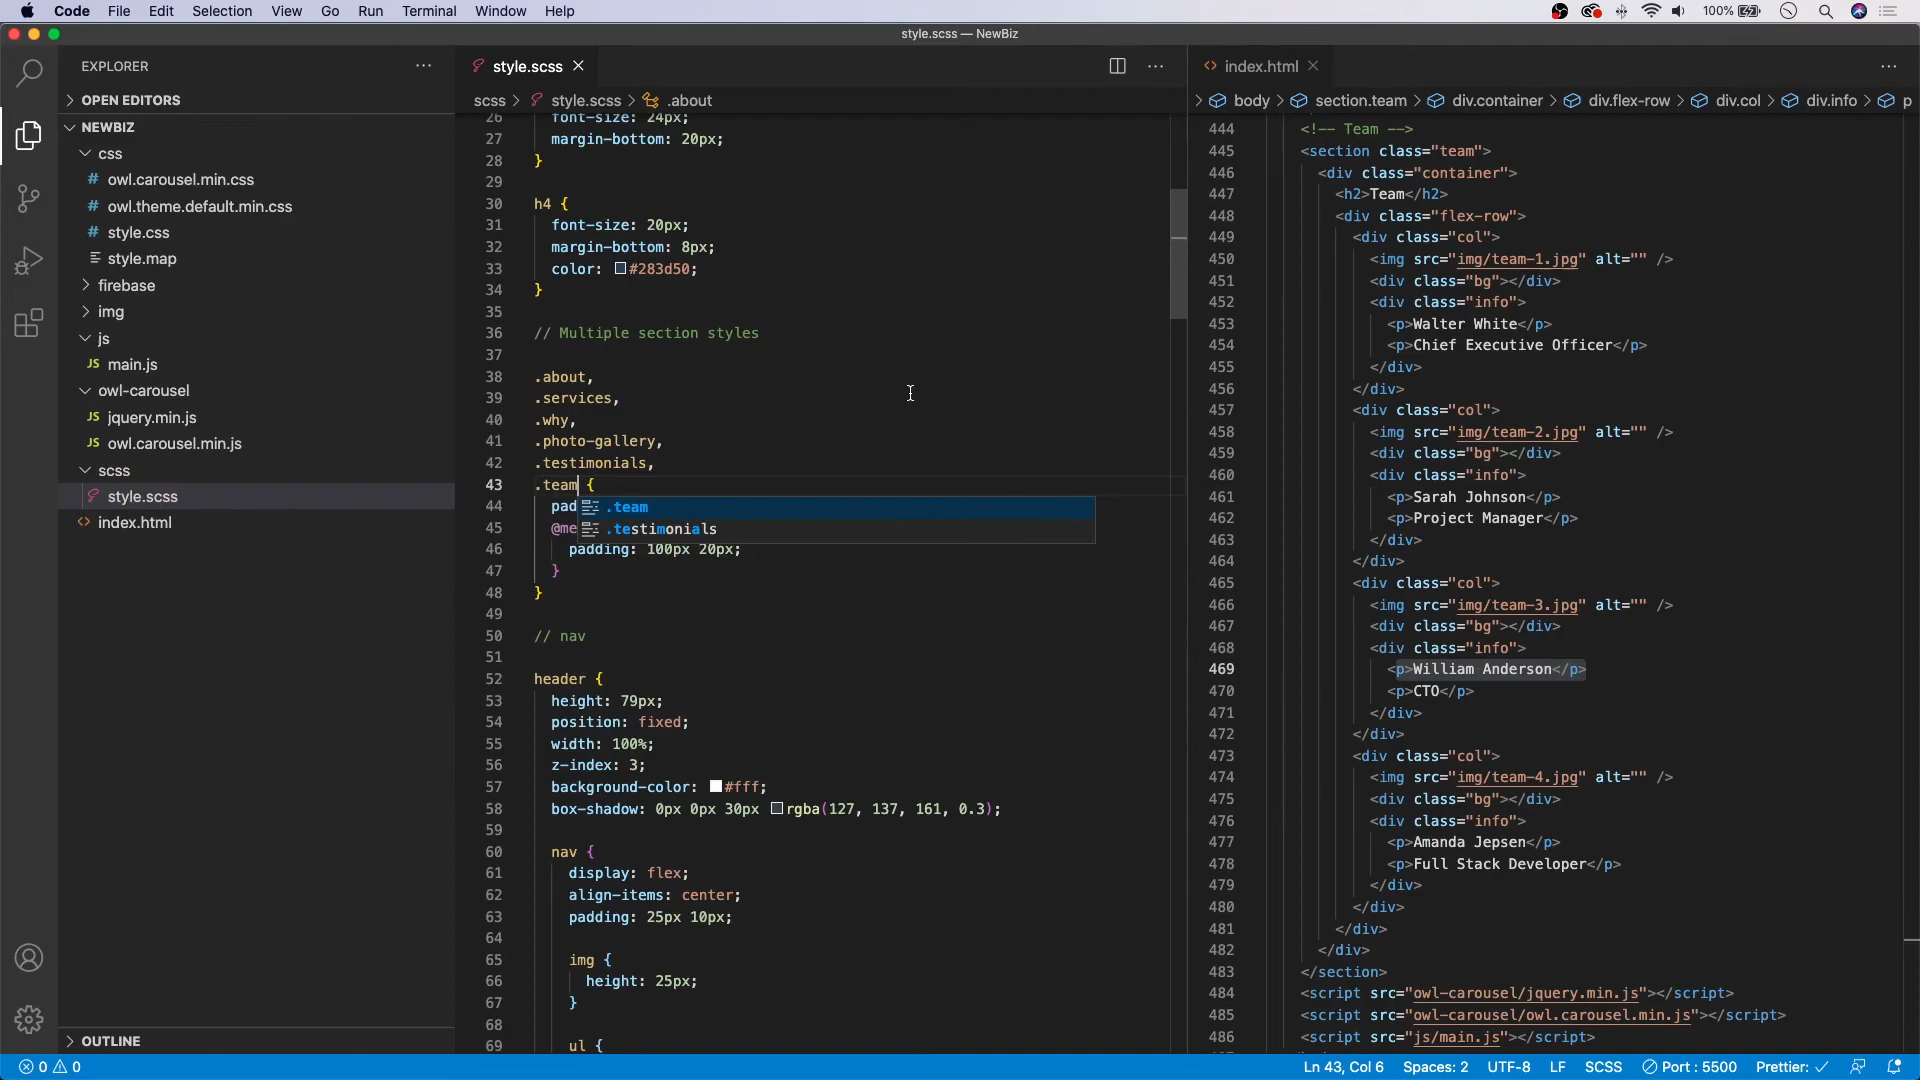 Code File Edit Selection View Go Run Terminal Window Help 100%
style.scss — NewBiz
EXPLORER
OPEN EDITORS
NEWBIZ
css
# owl.carousel.min.css
# owl.theme.default.min.css
# style.css
style.map
firebase
img
js
JS main.js
owl-carousel
JS jquery.min.js
JS owl.carousel.min.js
scss
style.scss
<> index.html
OUTLINE
style.scss
scss > style.scss > .about
26 font-size: 24px;
27 margin-bottom: 20px;
28 }
29
30 h4 {
31 font-size: 20px;
32 margin-bottom: 8px;
33 color: #283d50;
34 }
35
36 // Multiple section styles
37
38 .about,
39 .services,
40 .why,
41 .photo-gallery,
42 .testimonials,
43 .team {
44 pad
.team
45 @me
.testimonials
46 padding: 100px 20px;
47 }
48 }
49
50 // nav
51
52 header {
53 height: 79px;
54 position: fixed;
55 width: 100%;
56 z-index: 3;
57 background-color: #fff;
58 box-shadow: 0px 0px 30px rgba(127, 137, 161, 0.3);
59
60 nav {
61 display: flex;
62 align-items: center;
63 padding: 25px 10px;
64
65 img {
66 height: 25px;
67 }
68
69 ul {
<> index.html
> body > section.team > div.container > div.flex-row > div.col > div.info > p
444 <!-- Team -->
445 <section class="team">
446 <div class="container">
447 <h2>Team</h2>
448 <div class="flex-row">
449 <div class="col">
450 <img src="img/team-1.jpg" alt="" />
451 <div class="bg"></div>
452 <div class="info">
453 <p>Walter White</p>
454 <p>Chief Executive Officer</p>
455 </div>
456 </div>
457 <div class="col">
458 <img src="img/team-2.jpg" alt="" />
459 <div class="bg"></div>
460 <div class="info">
461 <p>Sarah Johnson</p>
462 <p>Project Manager</p>
463 </div>
464 </div>
465 <div class="col">
466 <img src="img/team-3.jpg" alt="" />
467 <div class="bg"></div>
468 <div class="info">
469 <p>William Anderson</p>
470 <p>CTO</p>
471 </div>
472 </div>
473 <div class="col">
474 <img src="img/team-4.jpg" alt="" />
475 <div class="bg"></div>
476 <div class="info">
477 <p>Amanda Jepsen</p>
478 <p>Full Stack Developer</p>
479 </div>
480 </div>
481 </div>
482 </div>
483 </section>
484 <script src="owl-carousel/jquery.min.js"></script>
485 <script src="owl-carousel/owl.carousel.min.js"></script>
486 <script src="js/main.js"></script>
0 0 Ln 43, Col 6 Spaces: 2 UTF-8 LF SCSS Port : 5500 Prettier: ✓